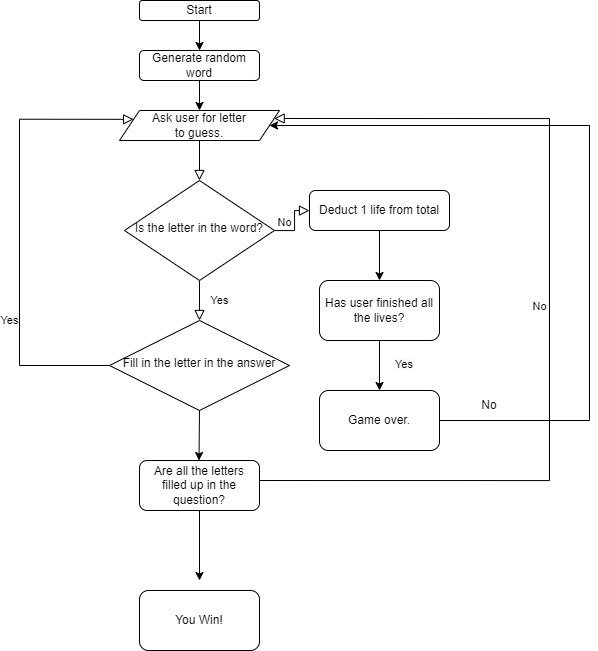 Start
Generate random
word
Ask user for letter
to guess.
Is the letter in the word?
No
Deduct 1 life from total
Yes
Has user finished all
the lives?
No
Yes
Fill in the letter in the answer
Yes
Game over.
No
Are all the letters
filled up in the
question?
You Win!